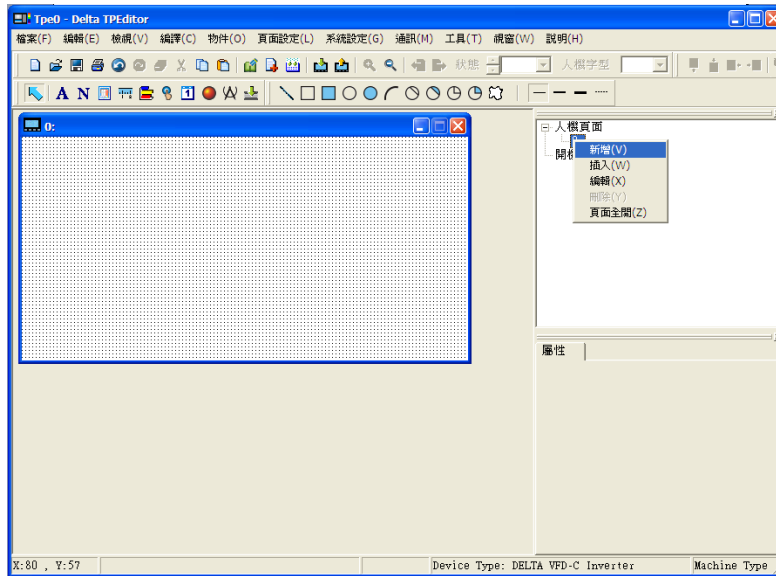 Tpe0 - Delta TPEditor
檔案(F) 編輯(E) 檢視(V) 編譯(C) 物件(O) 頁面設定(L) 系統設定(G) 通訊(M) 工具(T) 視窗(W) 說明(H)
狀態 人機字型
A N 1
0:
人機頁面
新增(V)
插入(W)
編輯(X)
刪除(Y)
頁面全開(Z)
屬性
X:80 , Y:57 Device Type: DELTA VFD-C Inverter Machine Type